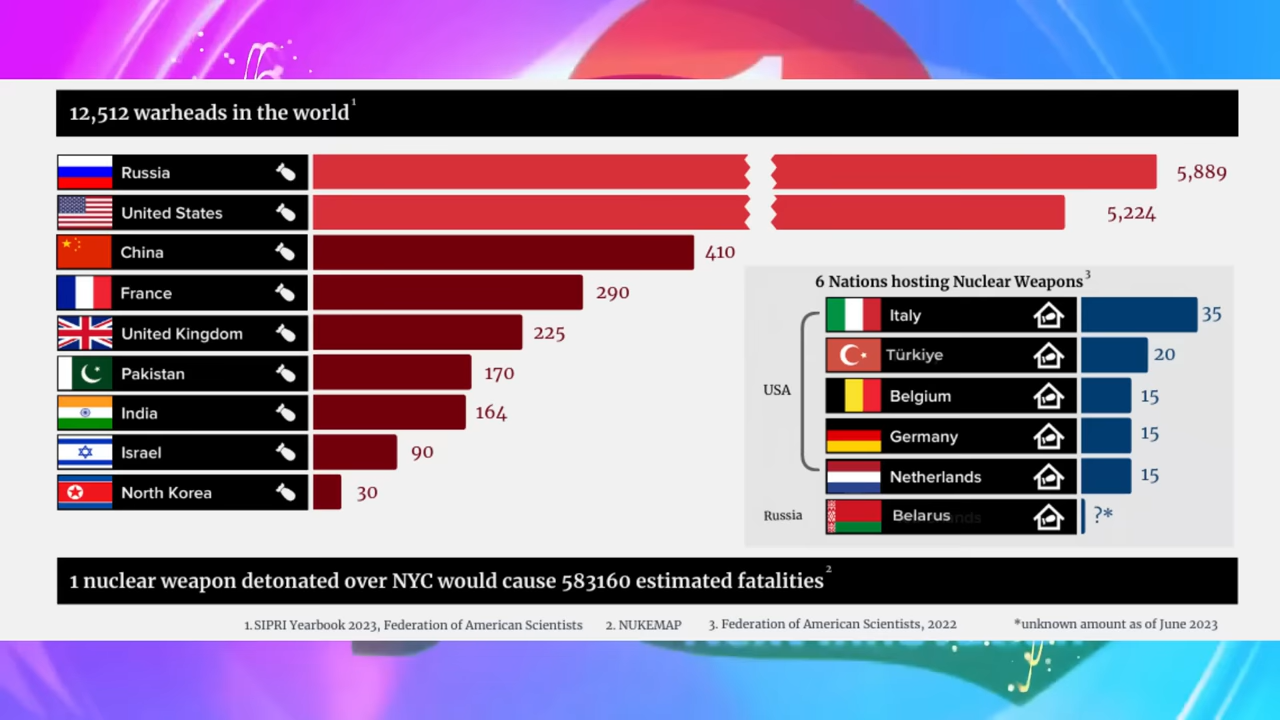 1
12,512 warheads in the world1
Russia 5,889
United States 5,224
China 410
France 290
United Kingdom 225
Pakistan 170
India 164
Israel 90
North Korea 30
6 Nations hosting Nuclear Weapons3
USA
Italy 35
Türkiye 20
Belgium 15
Germany 15
Netherlands 15
Russia
Belarus ?*
1 nuclear weapon detonated over NYC would cause 583160 estimated fatalities2
1. SIPRI Yearbook 2023, Federation of American Scientists 2. NUKEMAP 3. Federation of American Scientists, 2022 *unknown amount as of June 2023